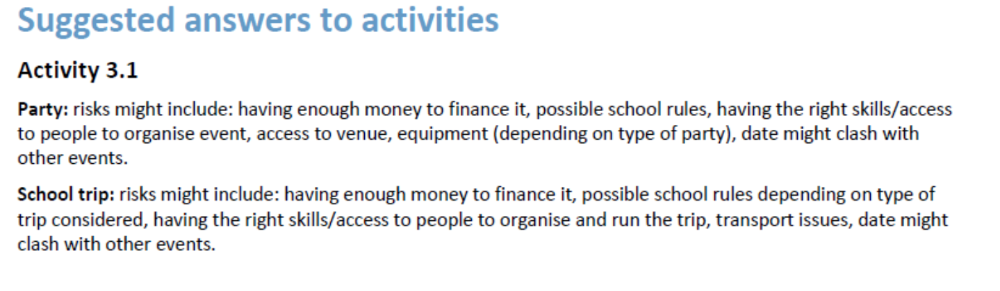 Suggested answers to activities
Activity 3.1
Party: risks might include: having enough money to finance it, possible school rules, having the right skills/access
to people to organise event, access to venue, equipment (depending on type of party), date might clash with
other events.
School trip: risks might include: having enough money to finance it, possible school rules depending on type of
trip considered, having the right skills/access to people to organise and run the trip, transport issues, date might
clash with other events.